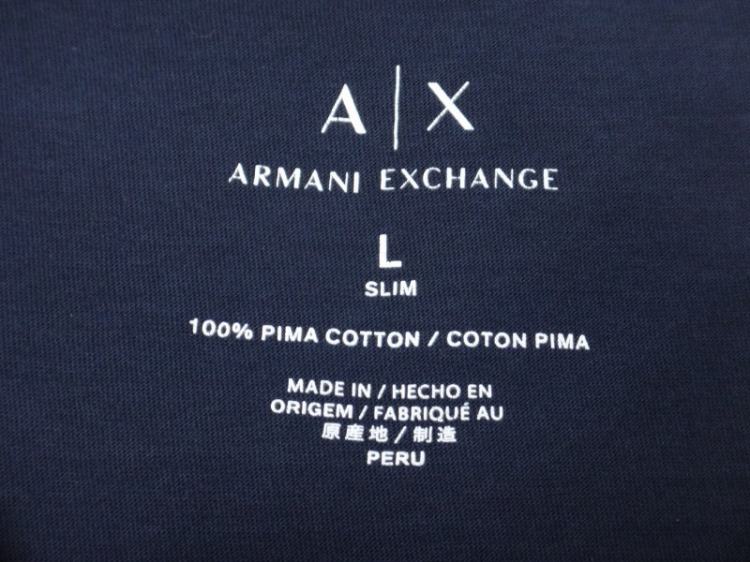 A|X
ARMANI EXCHANGE
L
SLIM
100% PIMA COTTON / COTON PIMA
MADE IN / HECHO EN
ORIGEM / FABRIQUÉ AU
原産地 / 制造
PERU